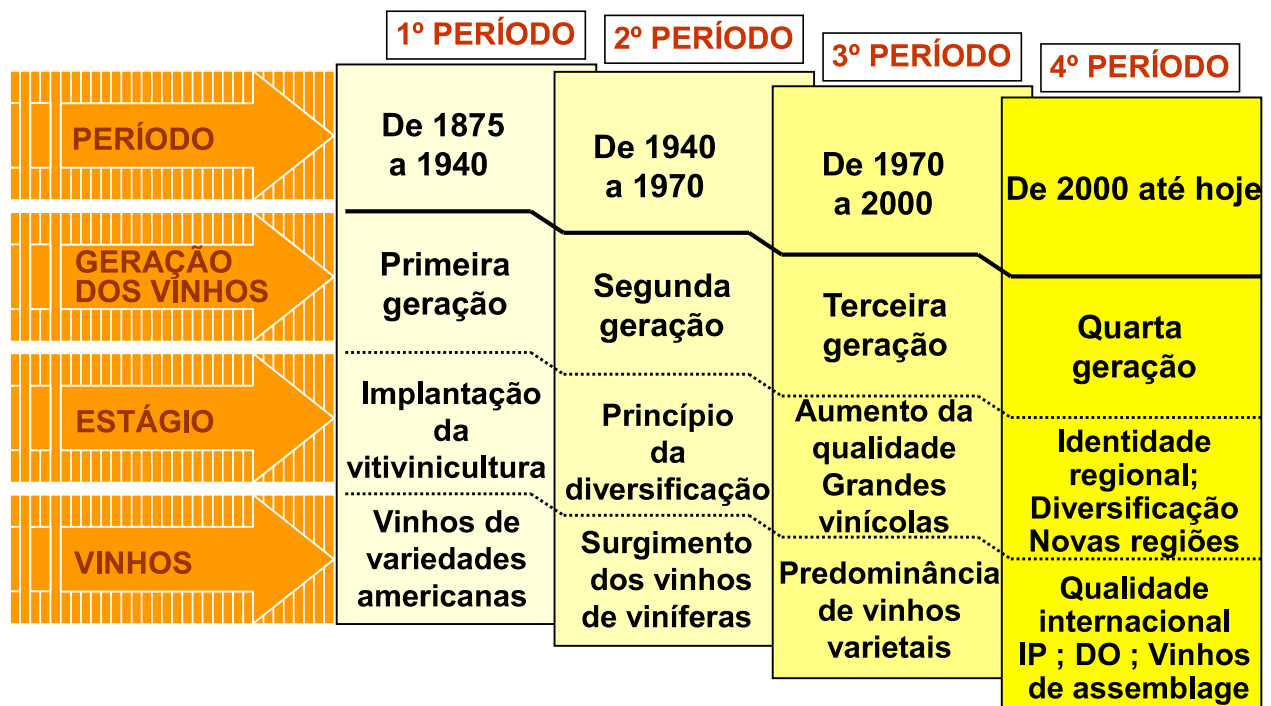 1º PERÍODO
2º PERÍODO
3º PERÍODO
4º PERÍODO
PERÍODO
De 1875
a 1940
De 1940
a 1970
De 1970
a 2000
De 2000 até hoje
GERAÇÃO
DOS VINHOS
Primeira
geração
Segunda
geração
Terceira
geração
Quarta
geração
ESTÁGIO
Implantação
da
vitivinicultura
Princípio
da
diversificação
Aumento da
qualidade
Grandes
vinícolas
Identidade
regional;
Diversificação
Novas regiões
VINHOS
Vinhos de
variedades
americanas
Surgimento
dos vinhos
de viníferas
Predominância
de vinhos
varietais
Qualidade
internacional
IP ; DO ; Vinhos
de assemblage